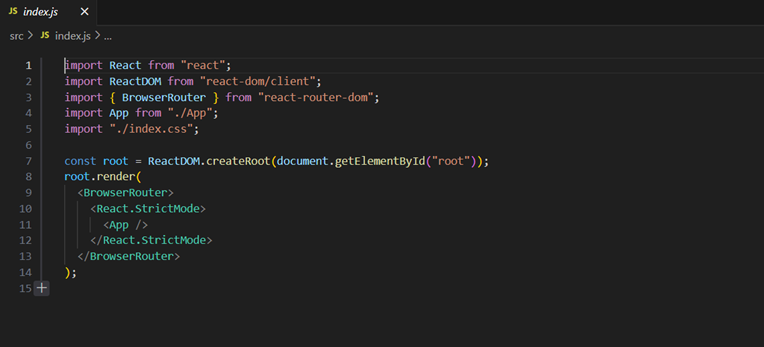 JS index.js ×
src > JS index.js > ...
1 import React from "react";
2 import ReactDOM from "react-dom/client";
3 import { BrowserRouter } from "react-router-dom";
4 import App from "./App";
5 import "./index.css";
6
7 const root = ReactDOM.createRoot(document.getElementById("root"));
8 root.render(
9   <BrowserRouter>
10     <React.StrictMode>
11       <App />
12     </React.StrictMode>
13   </BrowserRouter>
14 );
15 +